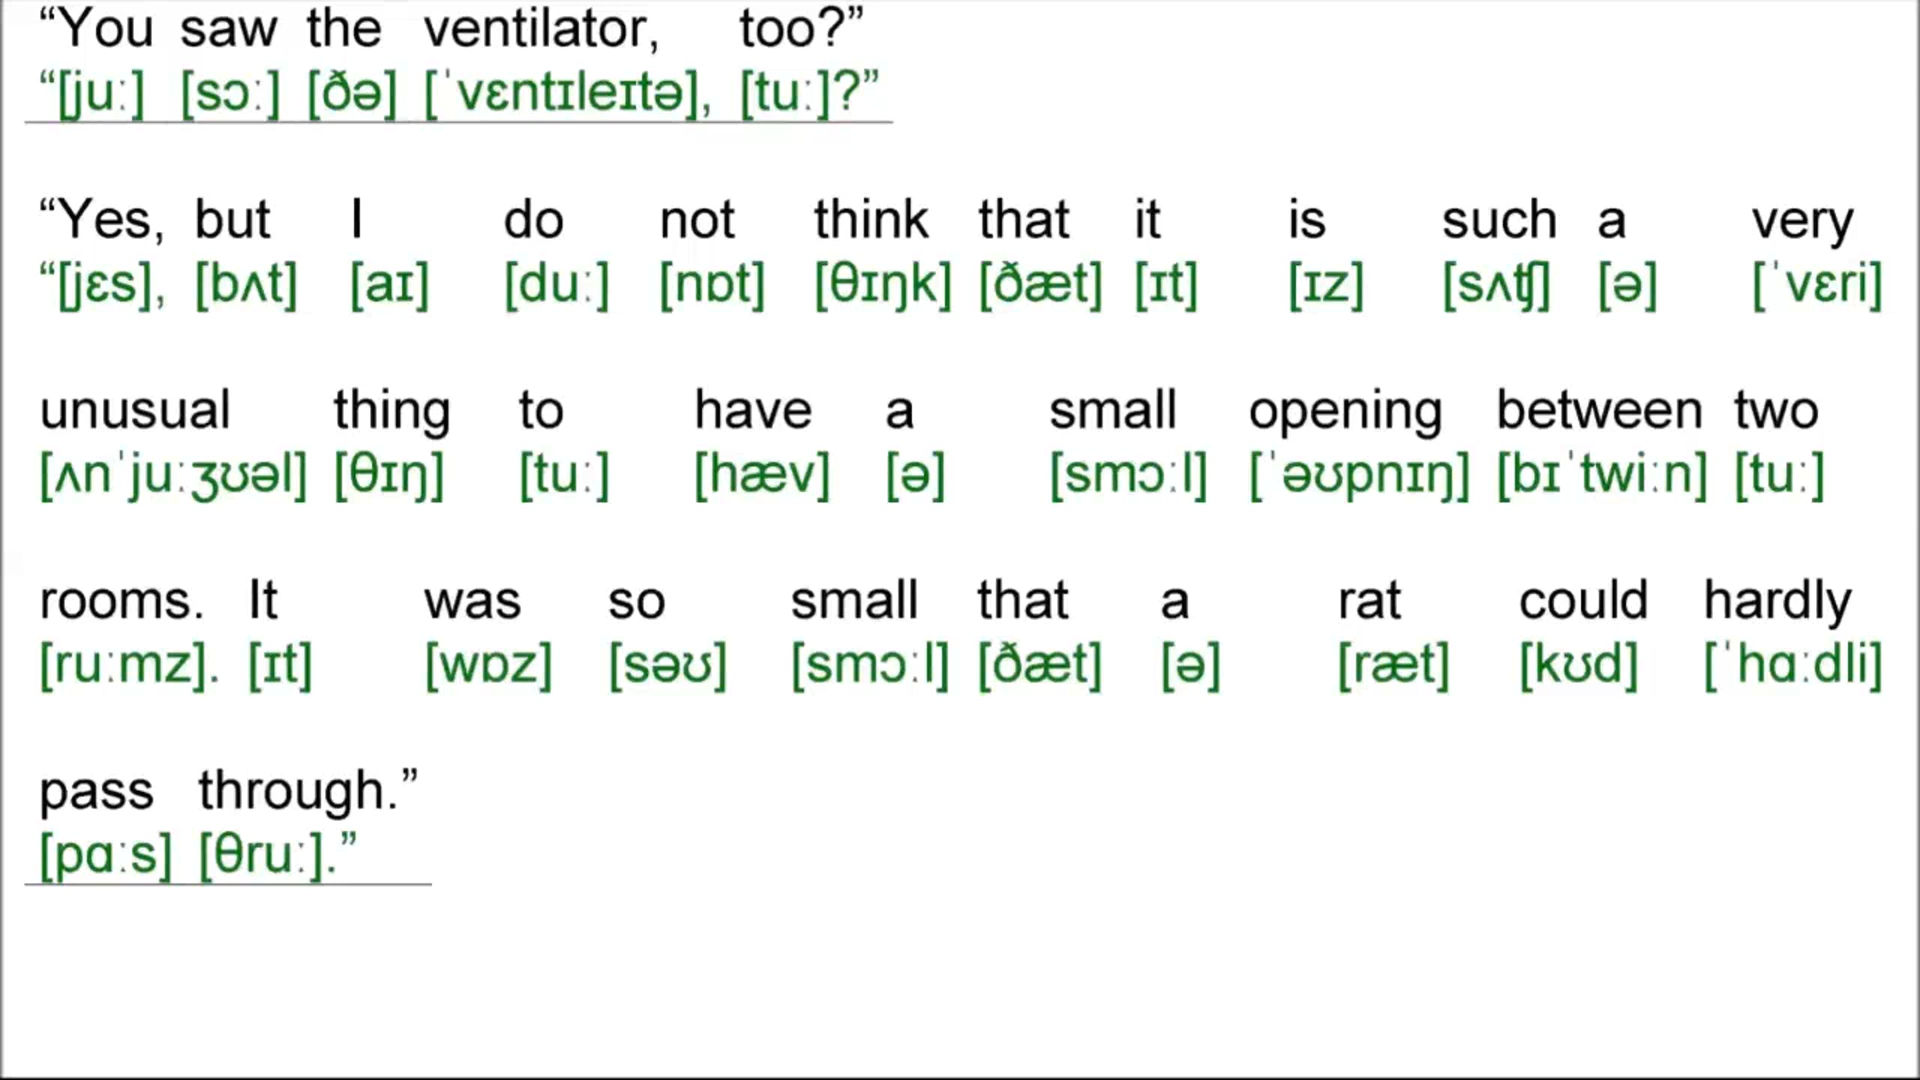 “You saw the ventilator, too?”
“[juː] [sɔː] [ðə] [ˈvɛntɪleɪtə], [tuː]?”
“Yes, but I do not think that it is such a very
“[jɛs], [bʌt] [aɪ] [duː] [nɒt] [θɪŋk] [ðæt] [ɪt] [ɪz] [sʌʧ] [ə] [ˈvɛri]
unusual thing to have a small opening between two
[ʌnˈjuːʒʊəl] [θɪŋ] [tuː] [hæv] [ə] [smɔːl] [ˈəʊpnɪŋ] [bɪˈtwiːn] [tuː]
rooms. It was so small that a rat could hardly
[ruːmz]. [ɪt] [wɒz] [səʊ] [smɔːl] [ðæt] [ə] [ræt] [kʊd] [ˈhɑːdli]
pass through.”
[pɑːs] [θruː].”